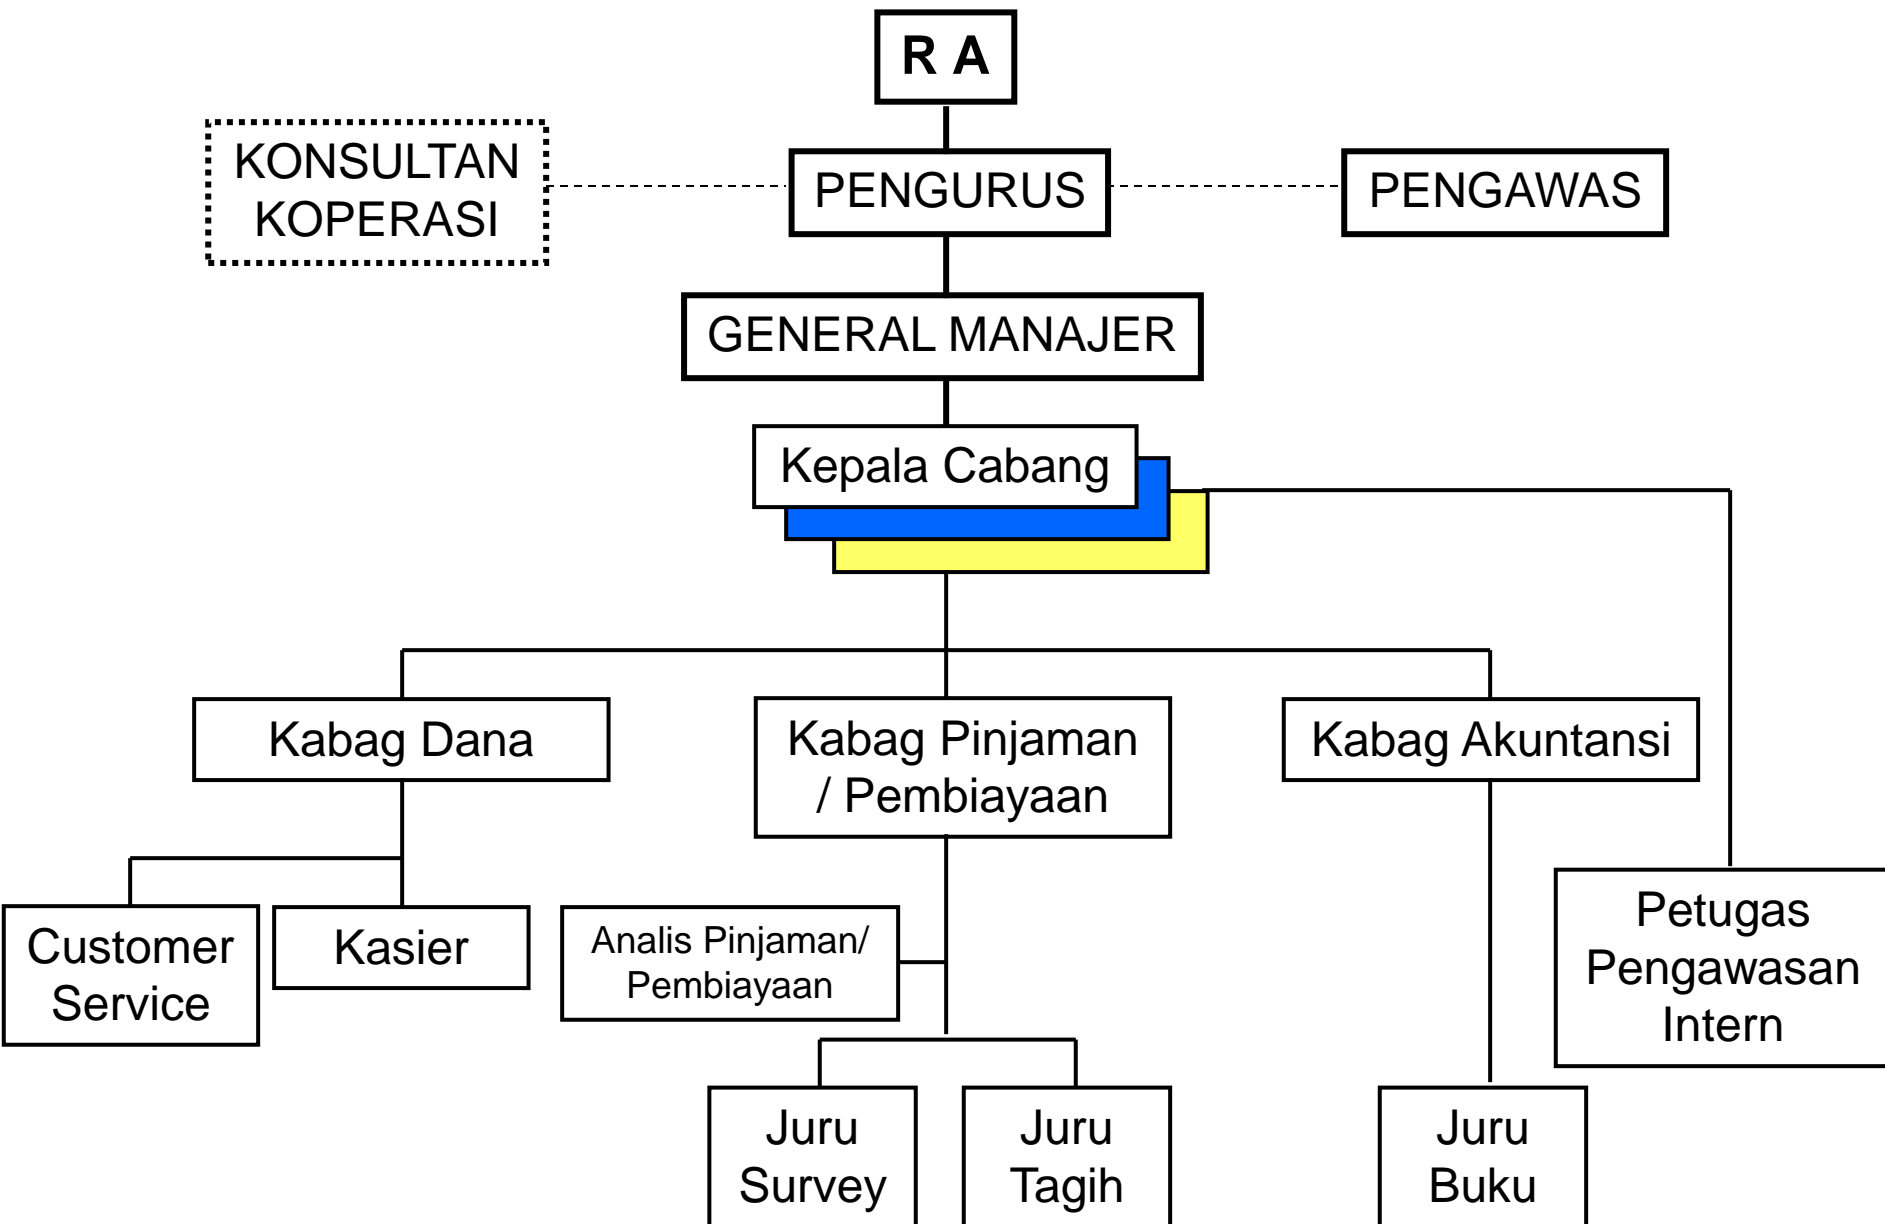 R A
KONSULTAN
KOPERASI
PENGURUS
PENGAWAS
GENERAL MANAJER
Kepala Cabang
Kabag Dana
Kabag Pinjaman
/ Pembiayaan
Kabag Akuntansi
Customer
Service
Kasier
Analis Pinjaman/
Pembiayaan
Petugas
Pengawasan
Intern
Juru
Survey
Juru
Tagih
Juru
Buku